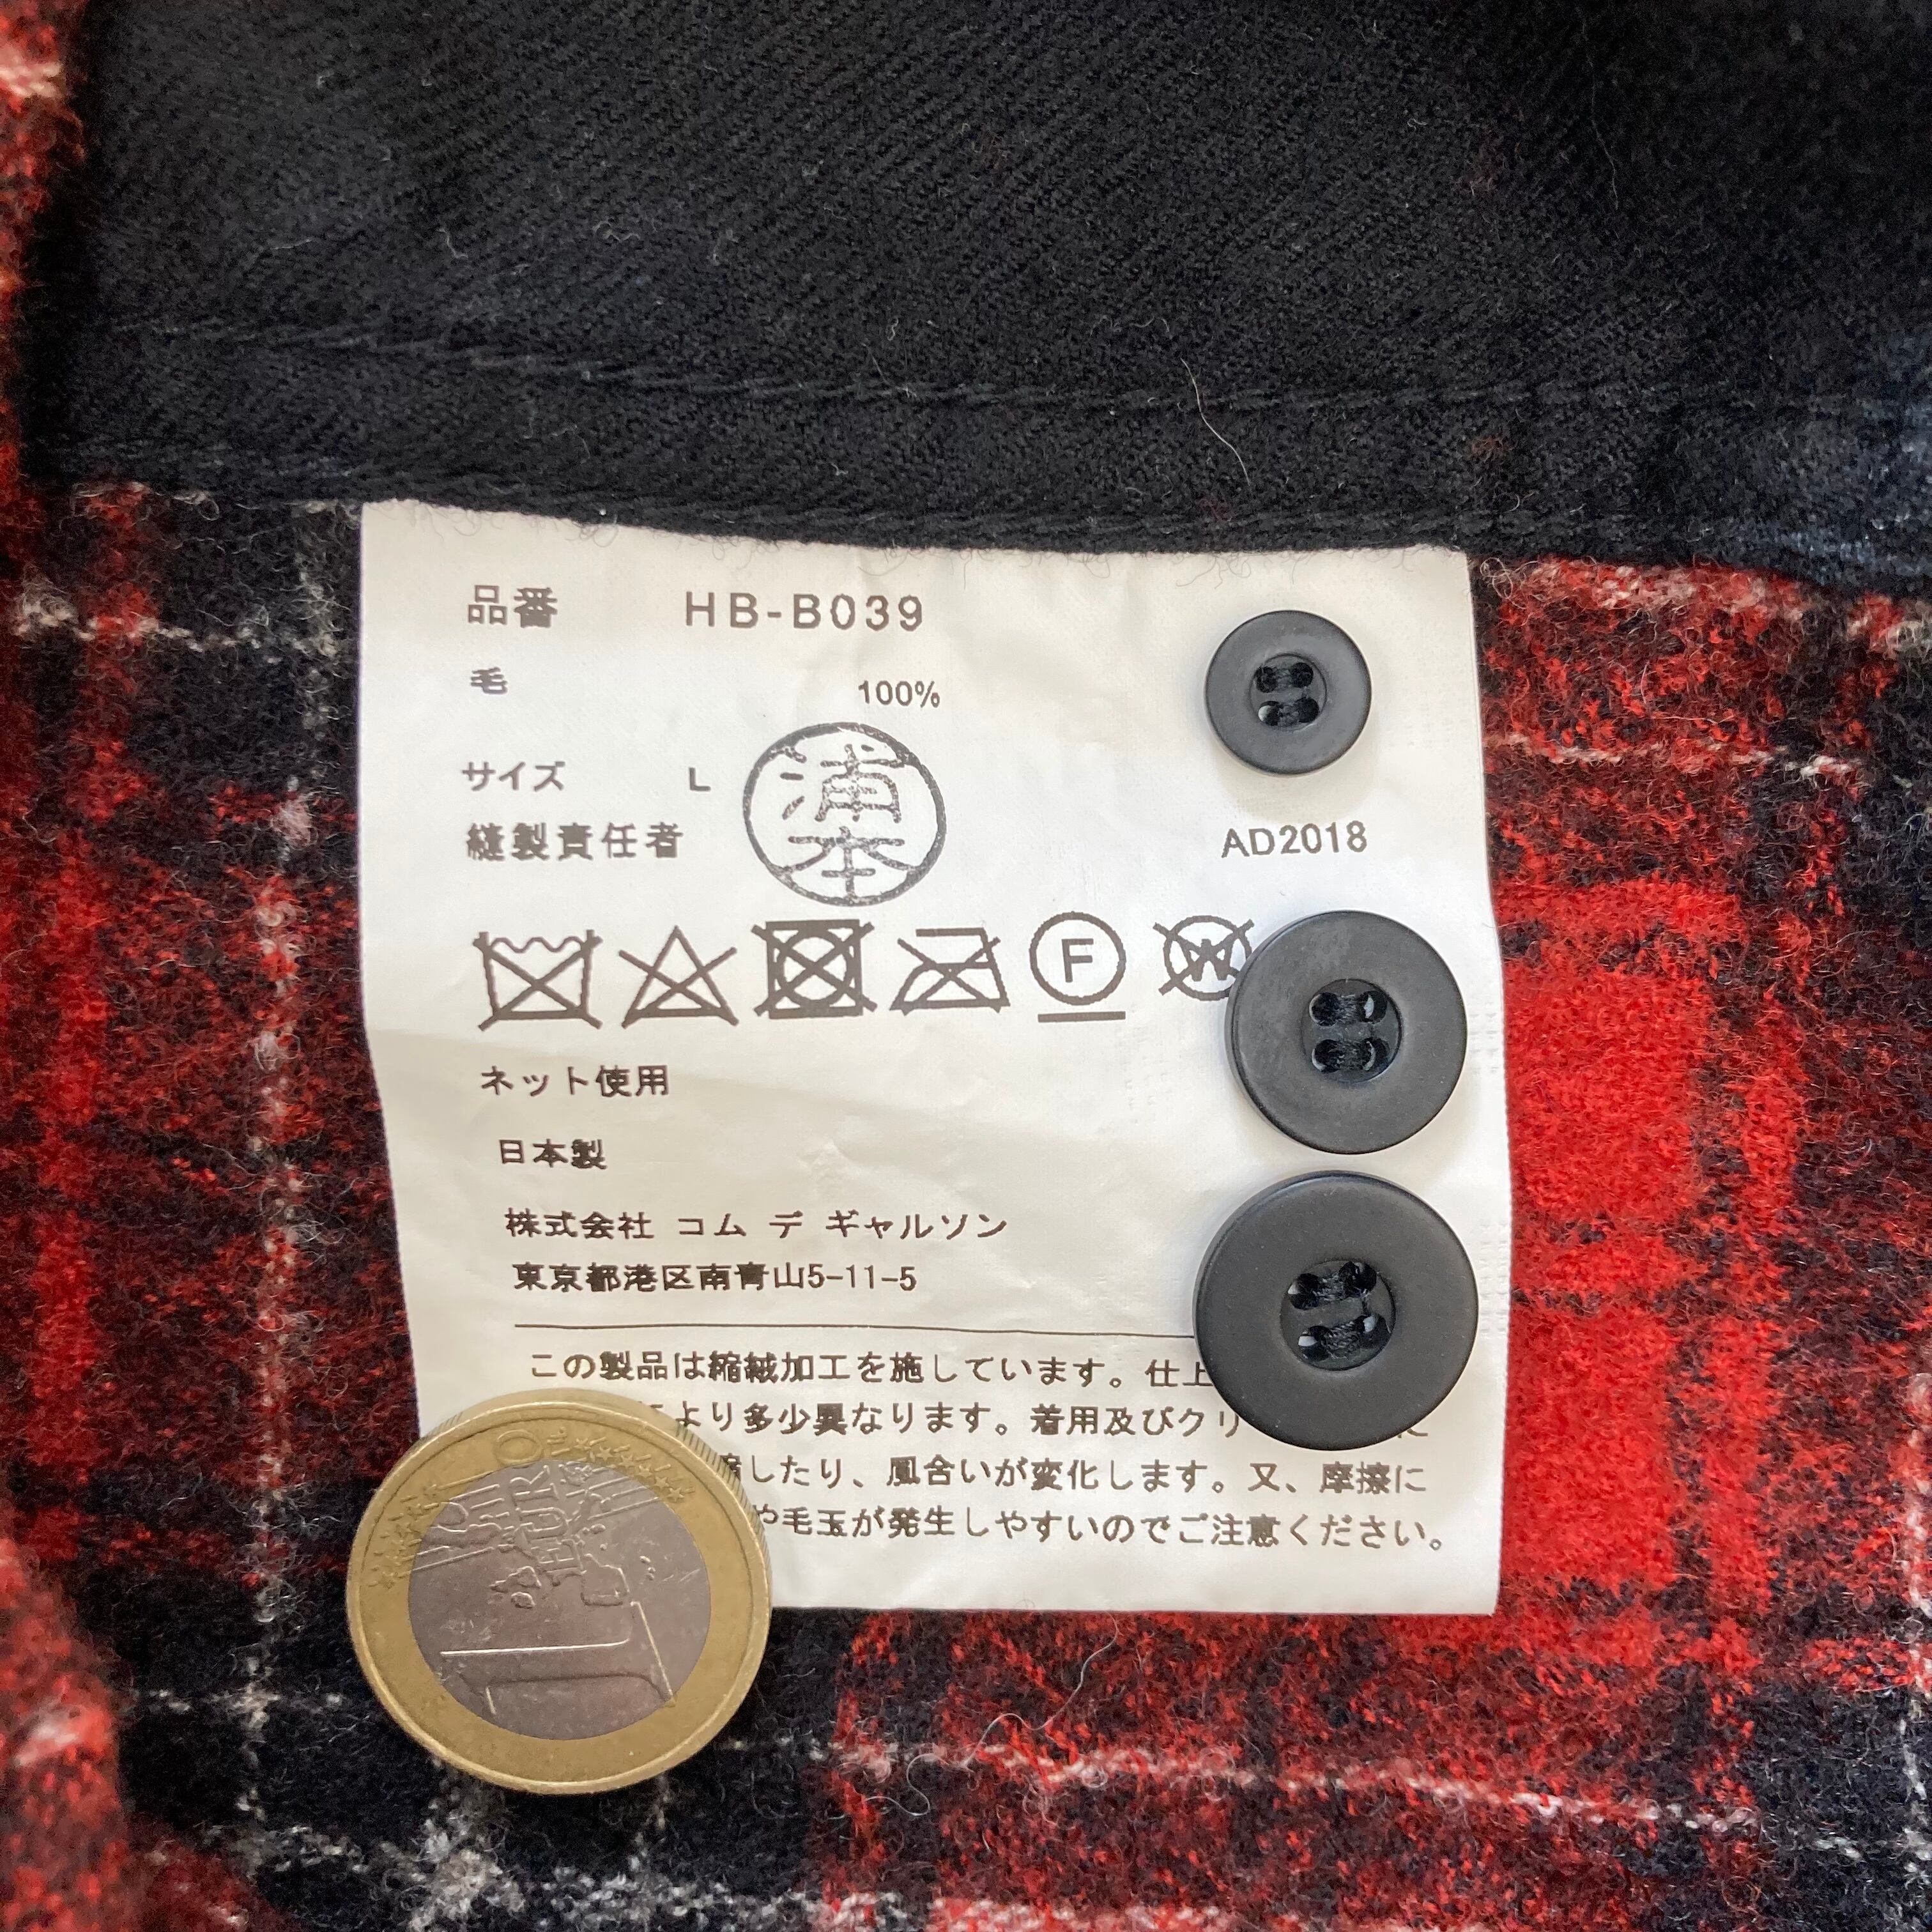 品番 HB-B039
毛 100%
サイズ L
縫製責任者 浦本
AD2018
F W
ネット使用
日本製
株式会社 コム デ ギャルソン
東京都港区南青山5-11-5
この製品は縮絨加工を施しています。仕上
より多少異なります。着用及びクリ に
したり、風合いが変化します。又、摩擦に
や毛玉が発生しやすいのでご注意ください。
1 EURO